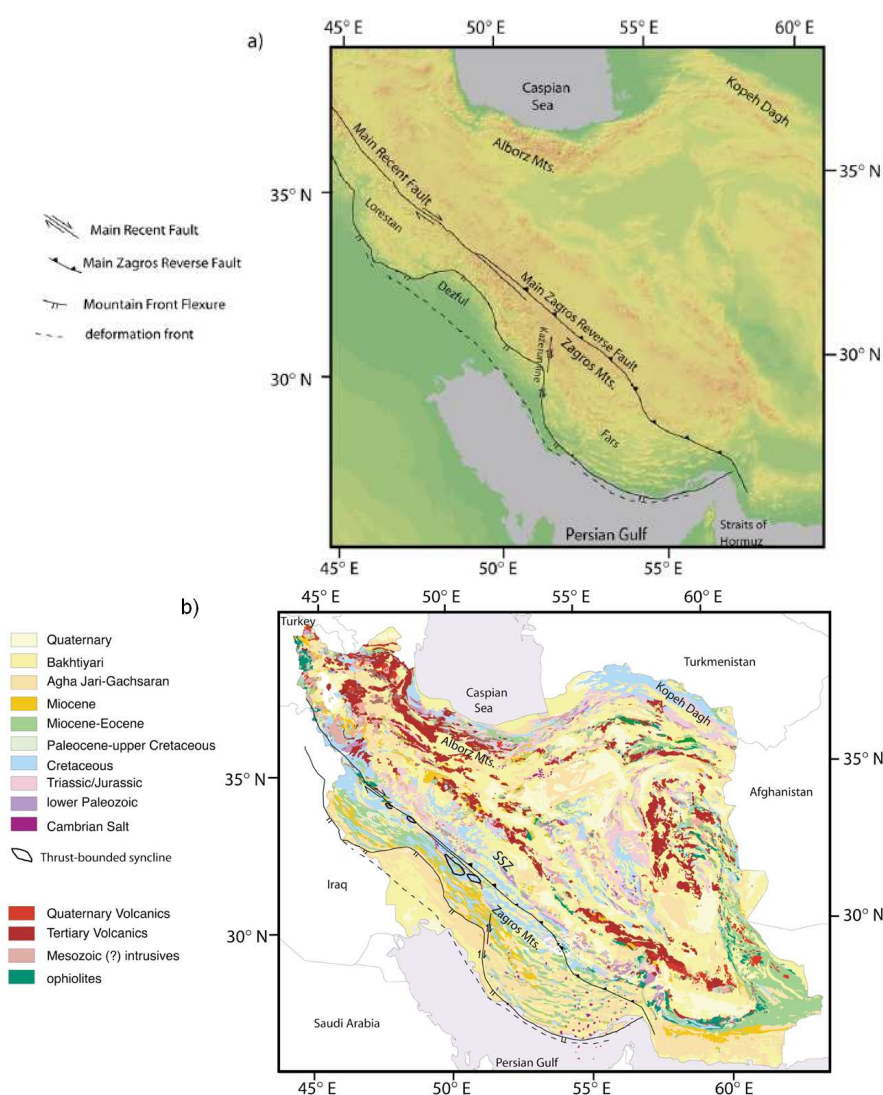 a)
45° E 50° E 55° E 60° E
Caspian
Sea
Kopeh Dagh
Alborz Mts.
35° N
35° N
Main Recent Fault
Lorestan
Main Recent Fault
Main Zagros Reverse Fault
Mountain Front Flexure
deformation front
Dezful
Main Zagros Reverse Fault
30° N
Zagros Mts.
30° N
Fars
Persian Gulf
Straits of
Hormuz
45° E 50° E 55° E
b)
45° E 50° E 55° E 60° E
Turkey
Turkmenistan
Caspian
Sea
Kopeh Dagh
Alborz Mts.
35° N
35° N
Afghanistan
SSZ
Iraq
30° N
30° N
Zagros Mts.
Saudi Arabia
Persian Gulf
45° E 50° E 55° E 60° E
Quaternary
Bakhtiyari
Agha Jari-Gachsaran
Miocene
Miocene-Eocene
Paleocene-upper Cretaceous
Cretaceous
Triassic/Jurassic
lower Paleozoic
Cambrian Salt
Thrust-bounded syncline
Quaternary Volcanics
Tertiary Volcanics
Mesozoic (?) intrusives
ophiolites